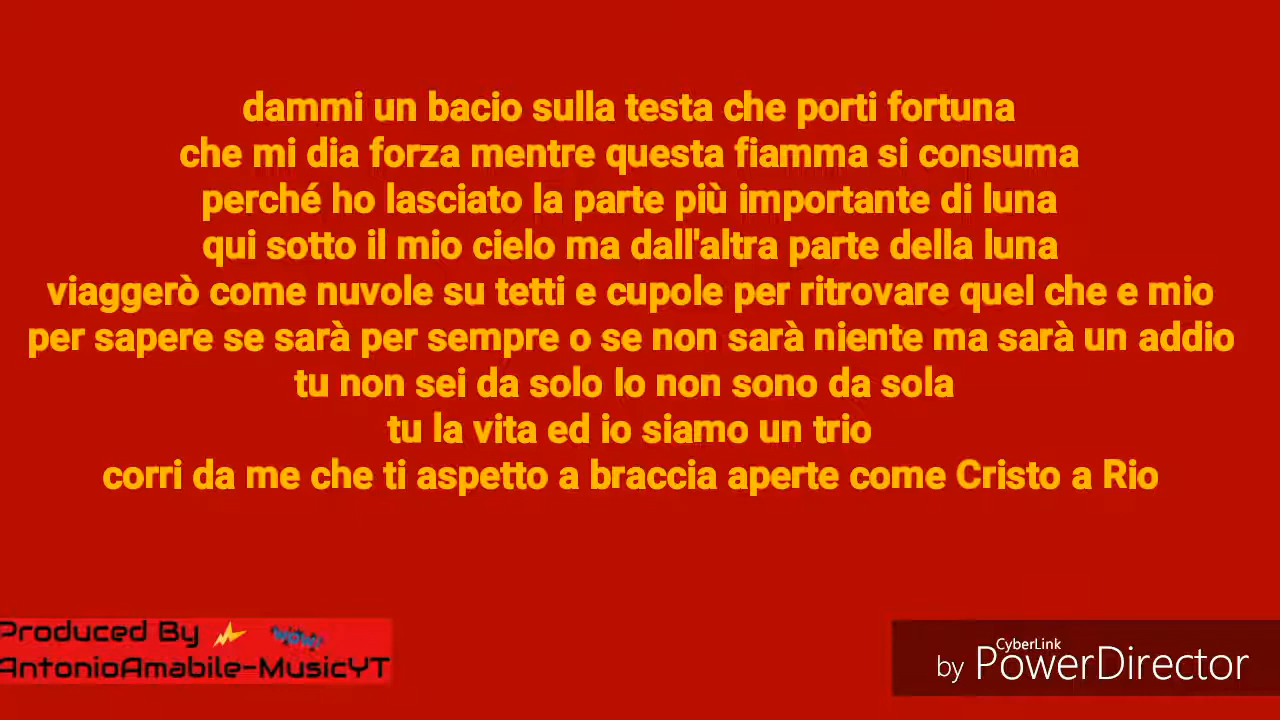 dammi un bacio sulla testa che porti fortuna
che mi dia forza mentre questa fiamma si consuma
perché ho lasciato la parte più importante di luna
qui sotto il mio cielo ma dall'altra parte della luna
viaggerò come nuvole su tetti e cupole per ritrovare quel che e mio
per sapere se sarà per sempre o se non sarà niente ma sarà un addio
tu non sei da solo Io non sono da sola
tu la vita ed io siamo un trio
corri da me che ti aspetto a braccia aperte come Cristo a Rio
Produced By ⚡ WOW!
AntonioAmabile-MusicYT
CyberLink
by PowerDirector